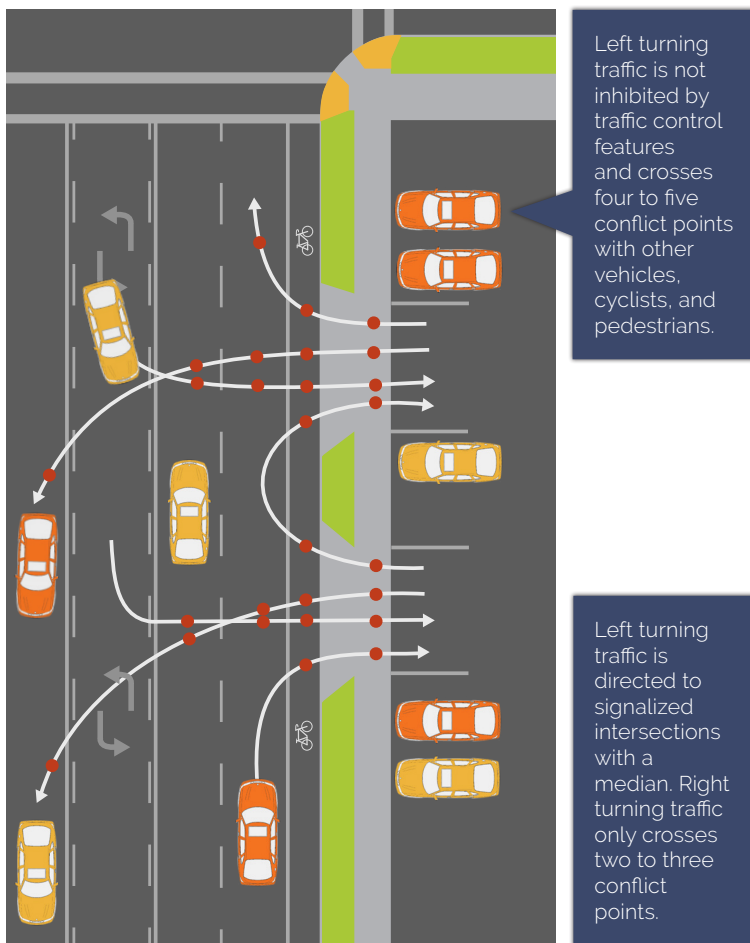 Left turning
traffic is not
inhibited by
traffic control
features
and crosses
four to five
conflict points
with other
vehicles,
cyclists, and
pedestrians.
Left turning
traffic is
directed to
signalized
intersections
with a
median. Right
turning traffic
only crosses
two to three
conflict
points.